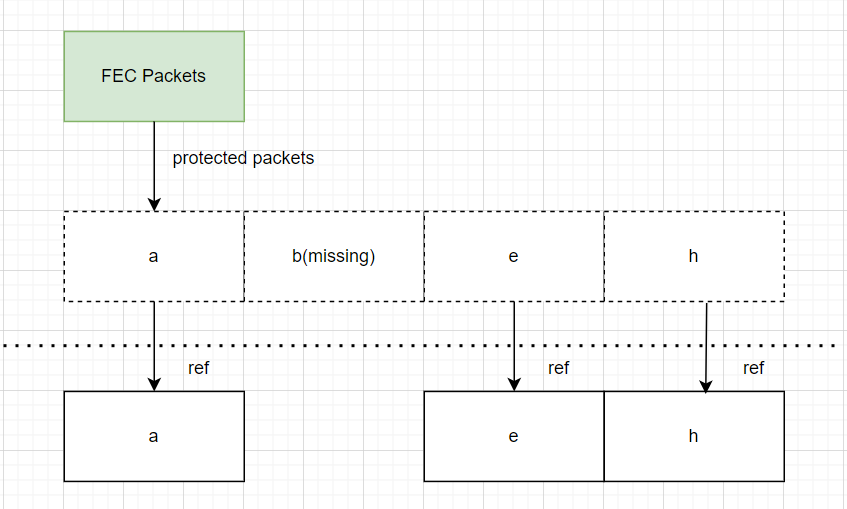 FEC Packets
protected packets
a
b(missing)
e
h
ref
ref
ref
a
e
h